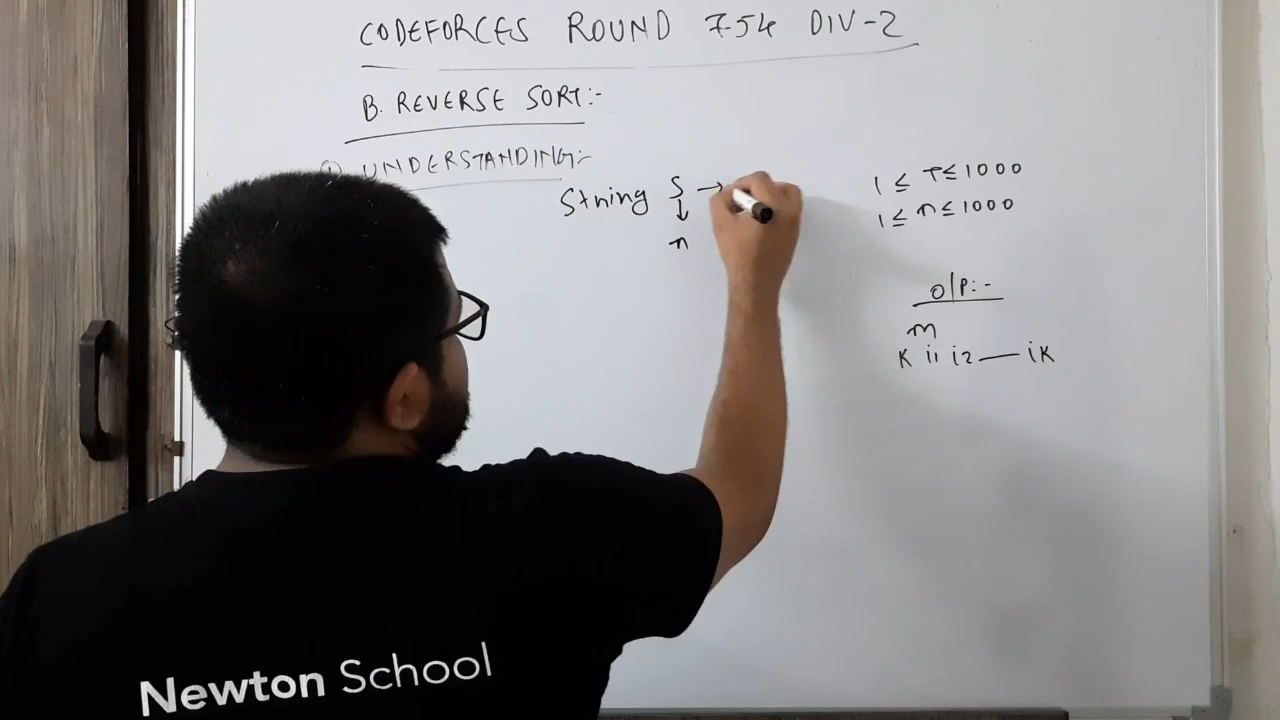 CODEFORCES ROUND 754 DIV-2
B. REVERSE SORT:-
UNDERSTANDING:-
String S →
↓
n
1 ≤ T ≤ 1000
1 ≤ n ≤ 1000
O/P:-
m
K i1 i2 — iK
Newton School